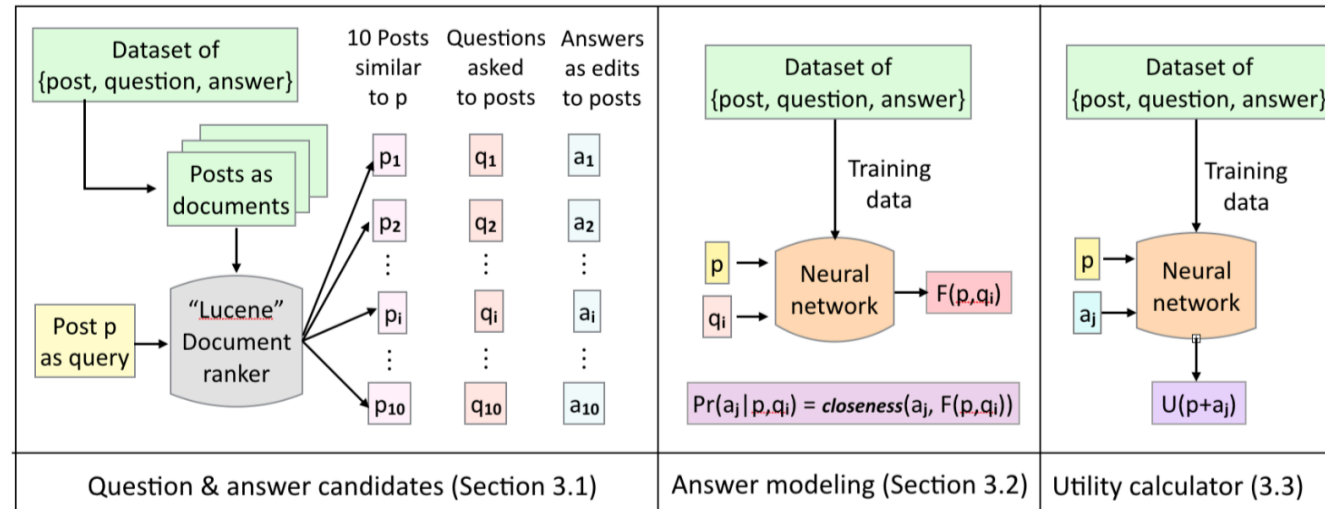 Dataset of
{post, question, answer}
Posts as
documents
Post p
as query
“Lucene”
Document
ranker
10 Posts
similar
to p
Questions
asked
to posts
Answers
as edits
to posts
p1 q1 a1
p2 q2 a2
⋮ ⋮ ⋮
pi qi ai
⋮ ⋮ ⋮
p10 q10 a10
Question & answer candidates (Section 3.1)
Dataset of
{post, question, answer}
Training
data
p
qi
Neural
network
F(p,qi)
Pr(aj|p,qi) = closeness(aj, F(p,qi))
Answer modeling (Section 3.2)
Dataset of
{post, question, answer}
Training
data
p
aj
Neural
network
U(p+aj)
Utility calculator (3.3)